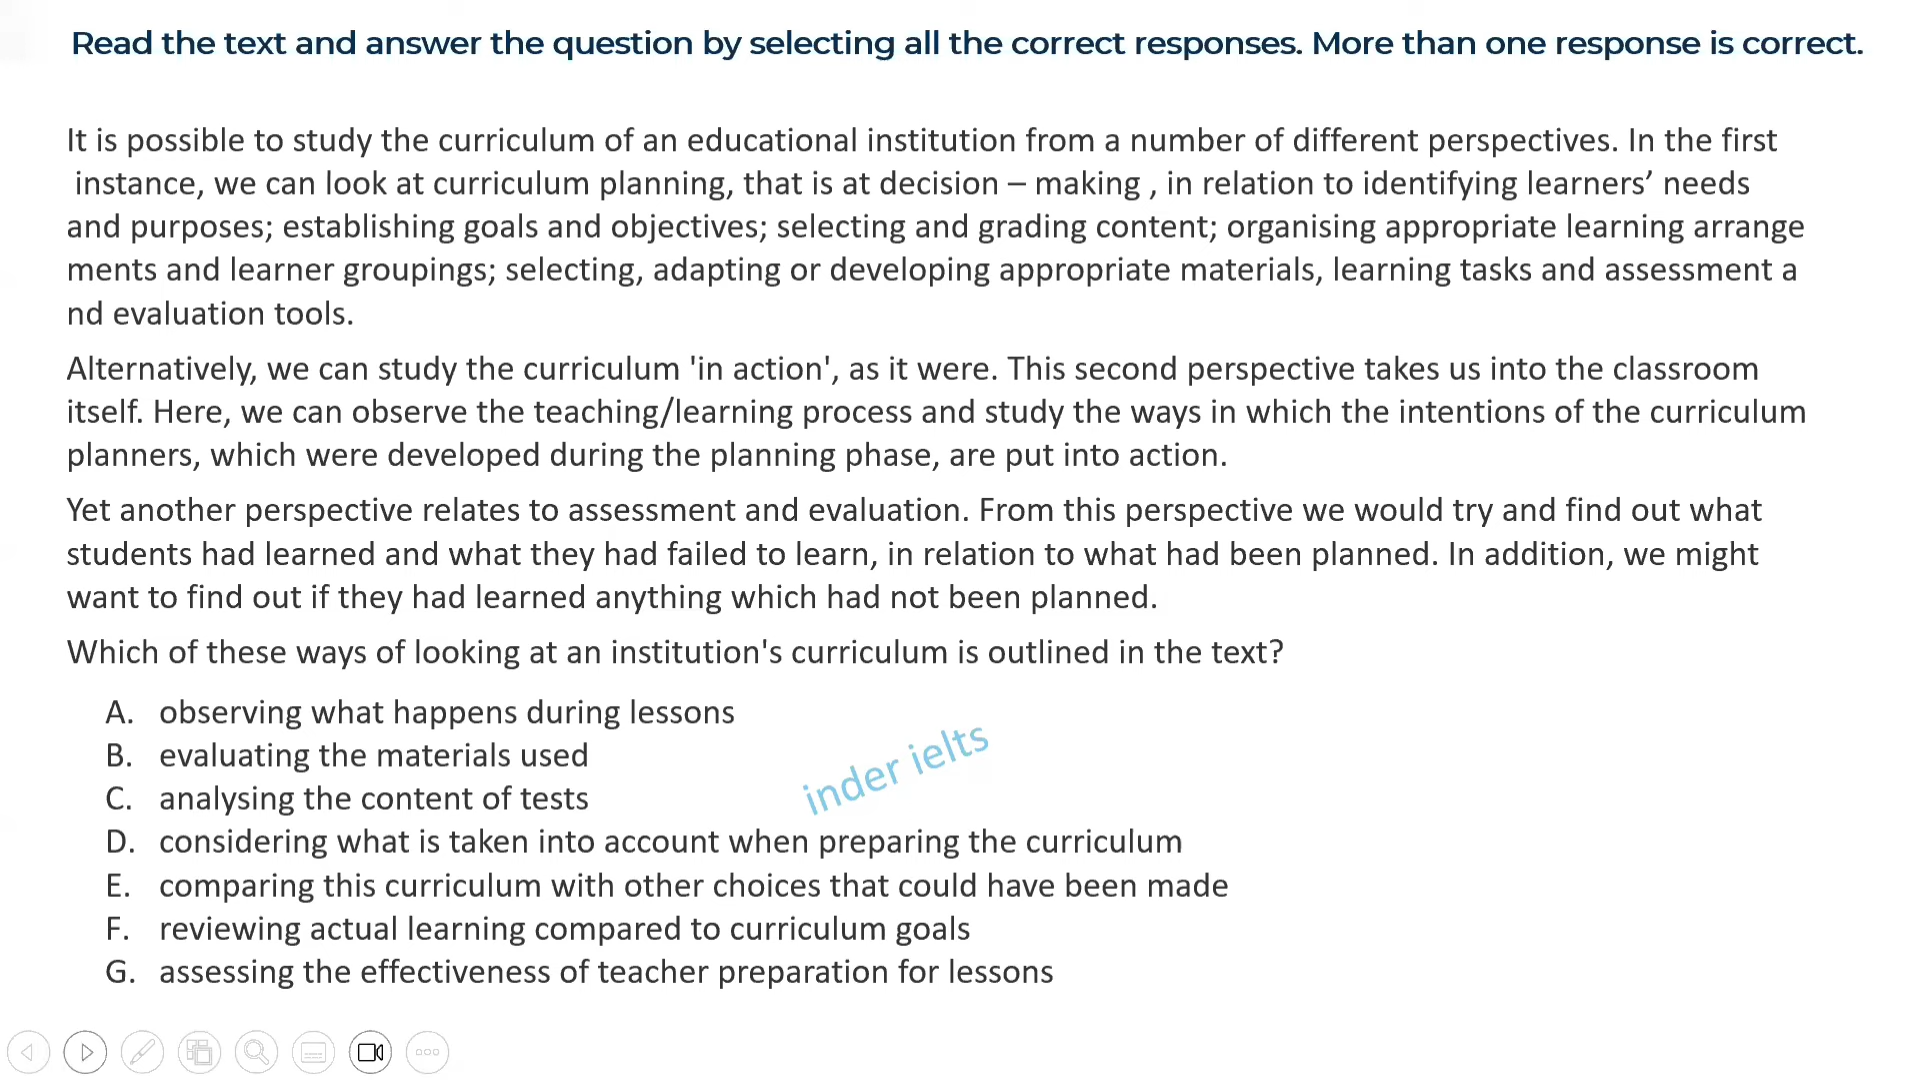 Read the text and answer the question by selecting all the correct responses. More than one response is correct.
It is possible to study the curriculum of an educational institution from a number of different perspectives. In the first
instance, we can look at curriculum planning, that is at decision – making , in relation to identifying learners’ needs
and purposes; establishing goals and objectives; selecting and grading content; organising appropriate learning arrange
ments and learner groupings; selecting, adapting or developing appropriate materials, learning tasks and assessment a
nd evaluation tools.
Alternatively, we can study the curriculum 'in action', as it were. This second perspective takes us into the classroom
itself. Here, we can observe the teaching/learning process and study the ways in which the intentions of the curriculum
planners, which were developed during the planning phase, are put into action.
Yet another perspective relates to assessment and evaluation. From this perspective we would try and find out what
students had learned and what they had failed to learn, in relation to what had been planned. In addition, we might
want to find out if they had learned anything which had not been planned.
Which of these ways of looking at an institution's curriculum is outlined in the text?
A. observing what happens during lessons
B. evaluating the materials used
C. analysing the content of tests
inder ielts
D. considering what is taken into account when preparing the curriculum
E. comparing this curriculum with other choices that could have been made
F. reviewing actual learning compared to curriculum goals
G. assessing the effectiveness of teacher preparation for lessons